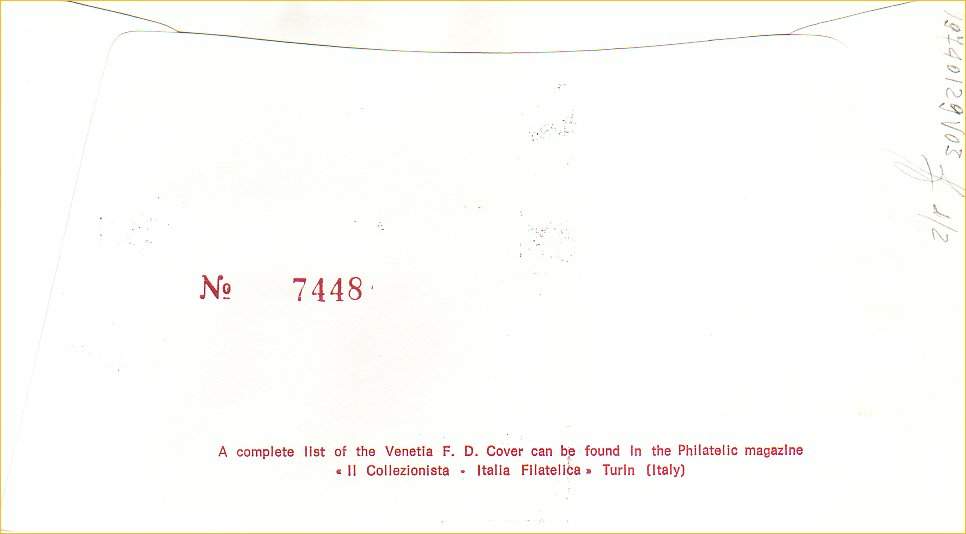 № 7448
A complete list of the Venetia F. D. Cover can be found in the Philatelic magazine
« Il Collezionista - Italia Filatelica » Turin (Italy)